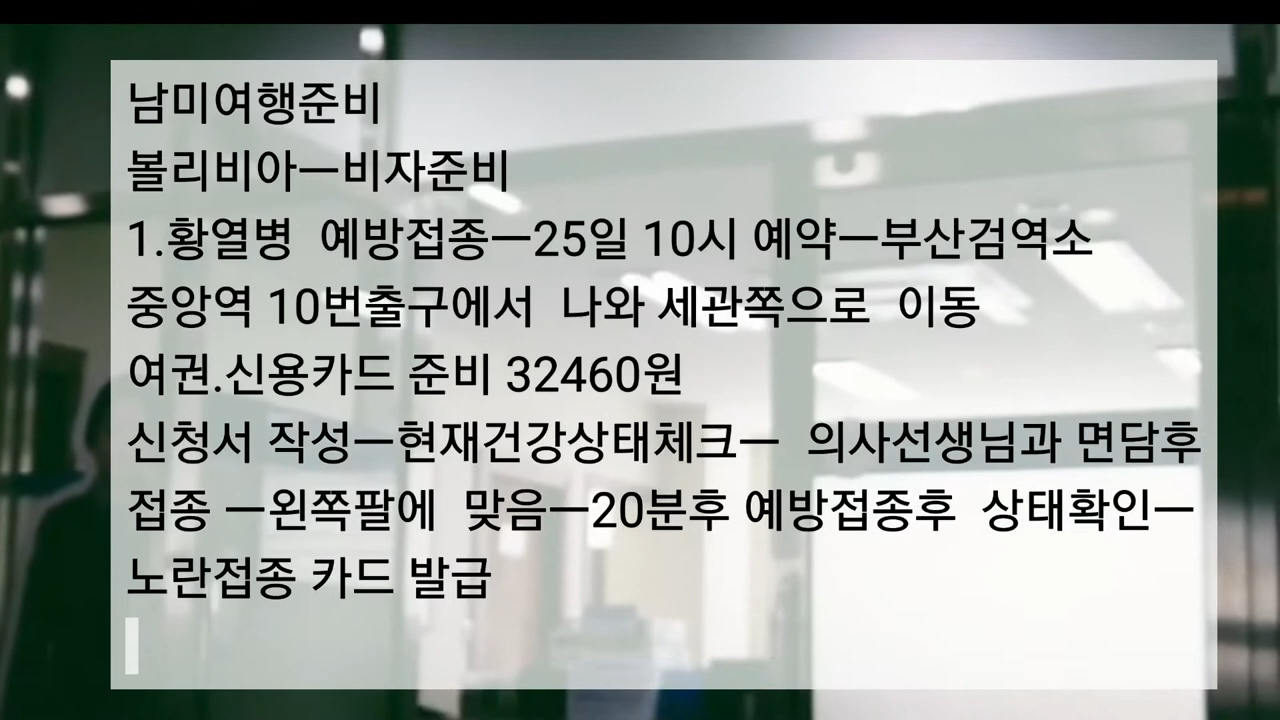 남미여행준비
볼리비아ㅡ비자준비
1.황열병 예방접종ㅡ25일 10시 예약ㅡ부산검역소
중앙역 10번출구에서 나와 세관쪽으로 이동
여권.신용카드 준비 32460원
신청서 작성ㅡ현재건강상태체크ㅡ 의사선생님과 면담후
접종 ㅡ왼쪽팔에 맞음ㅡ20분후 예방접종후 상태확인ㅡ
노란접종 카드 발급